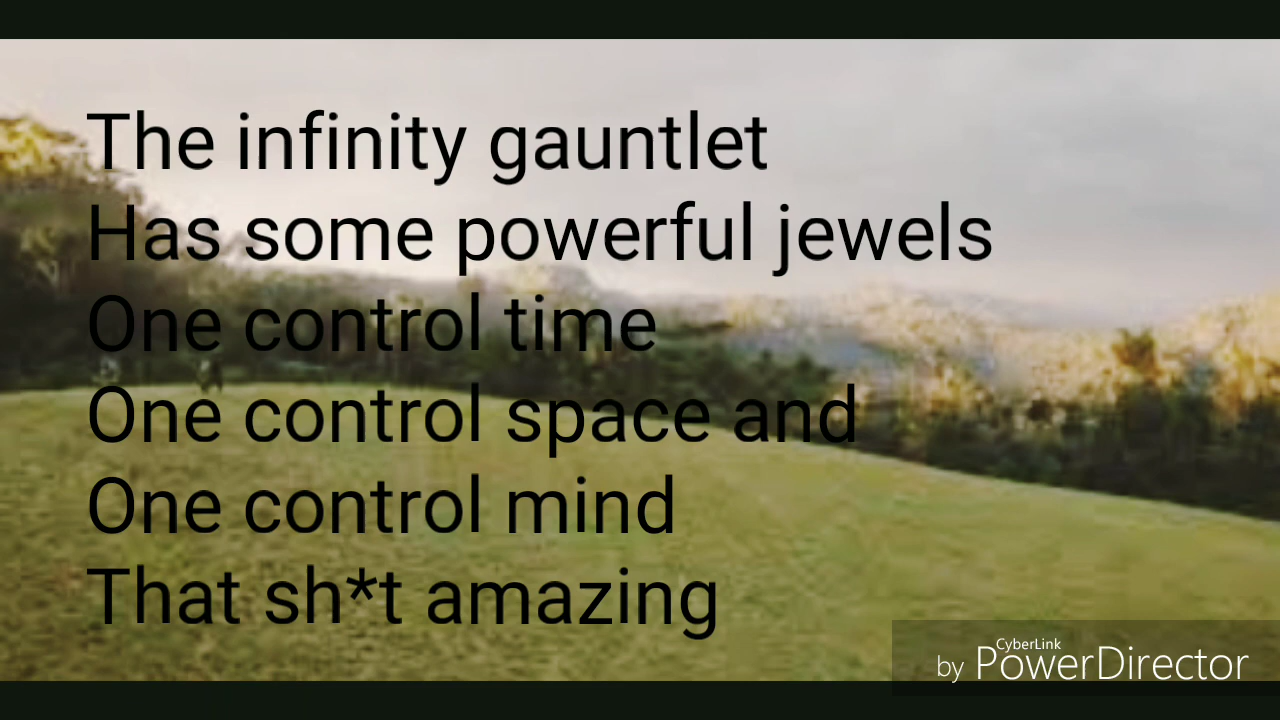 The infinity gauntlet
Has some powerful jewels
One control time
One control space and
One control mind
That sh*t amazing
CyberLink
by PowerDirector